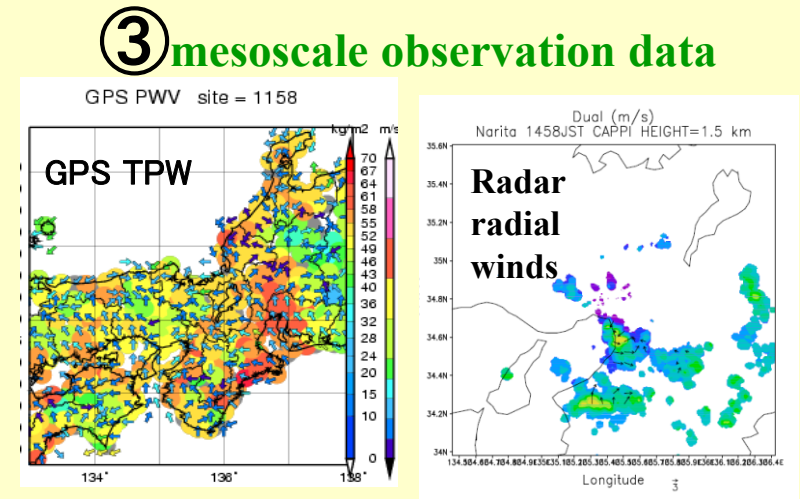 ③mesoscale observation data
GPS PWV site = 1158
kg/m2 m/s
GPS TPW
70
67
64
61
58
55
52
49
46
43
40
36
32
28
24
20
15
10
0
134° 136° 138°
Dual (m/s)
Narita 1458JST CAPPI HEIGHT=1.5 km
Radar
radial
winds
35.6N
35.4N
35.2N
35N
34.8N
34.6N
34.4N
34.2N
34N
Longitude
3